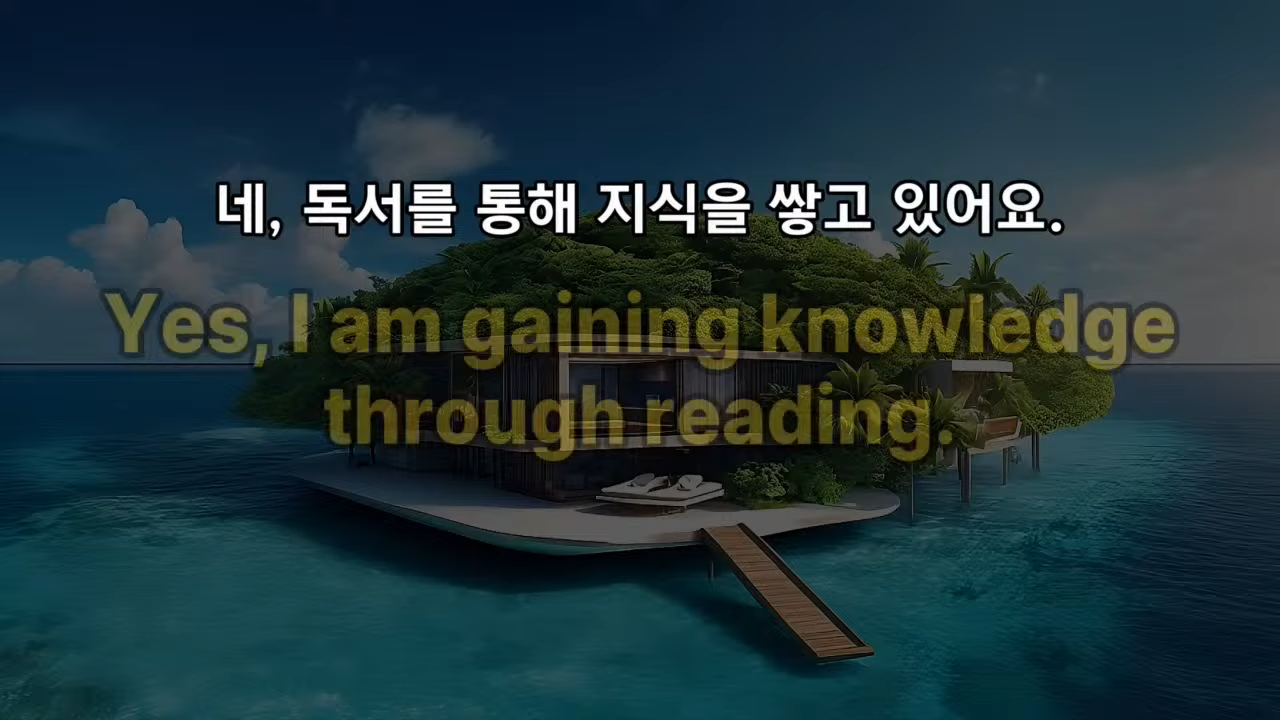 네, 독서를 통해 지식을 쌓고 있어요.
Yes, I am gaining knowledge
through reading.